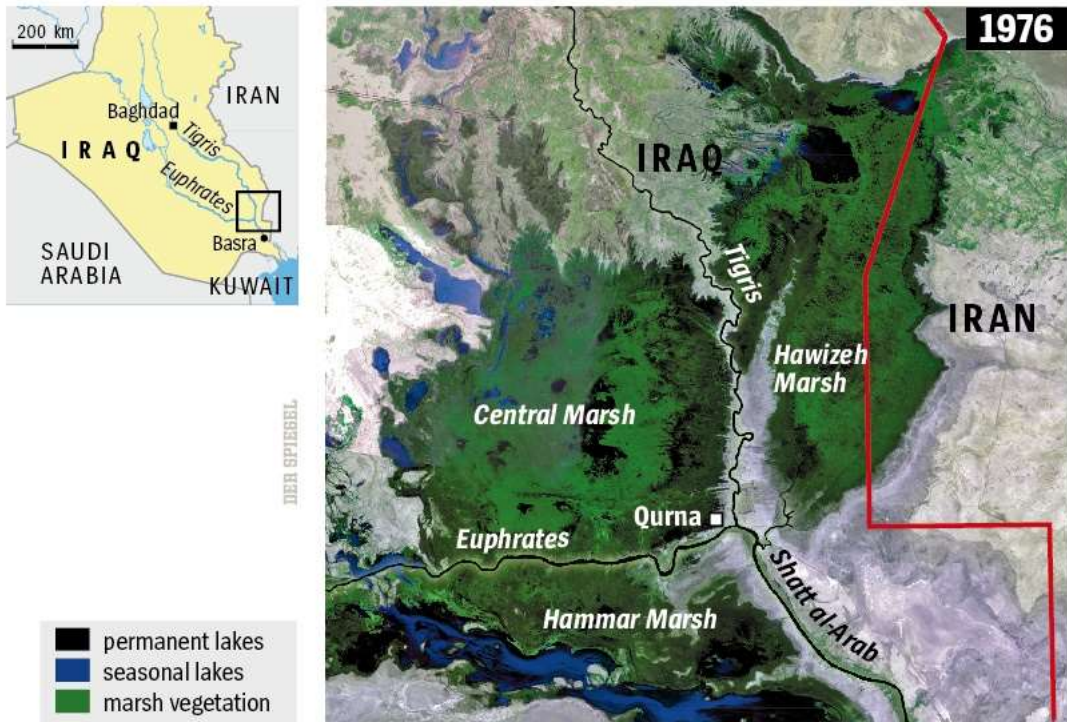 200 km
IRAN
Baghdad
Tigris
IRAQ
Euphrates
Basra
SAUDI
ARABIA
KUWAIT
DER SPIEGEL
permanent lakes
seasonal lakes
marsh vegetation
1976
IRAQ
Tigris
IRAN
Hawizeh
Marsh
Central Marsh
Qurna
Euphrates
Shatt al-Arab
Hammar Marsh